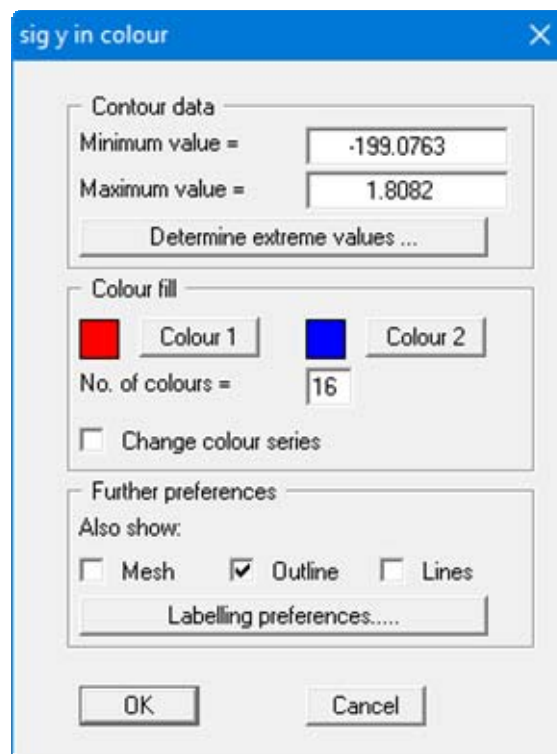 sig y in colour
Contour data
Minimum value = -199.0763
Maximum value = 1.8082
Determine extreme values ...
Colour fill
Colour 1 Colour 2
No. of colours = 16
Change colour series
Further preferences
Also show:
Mesh Outline Lines
Labelling preferences.....
OK Cancel